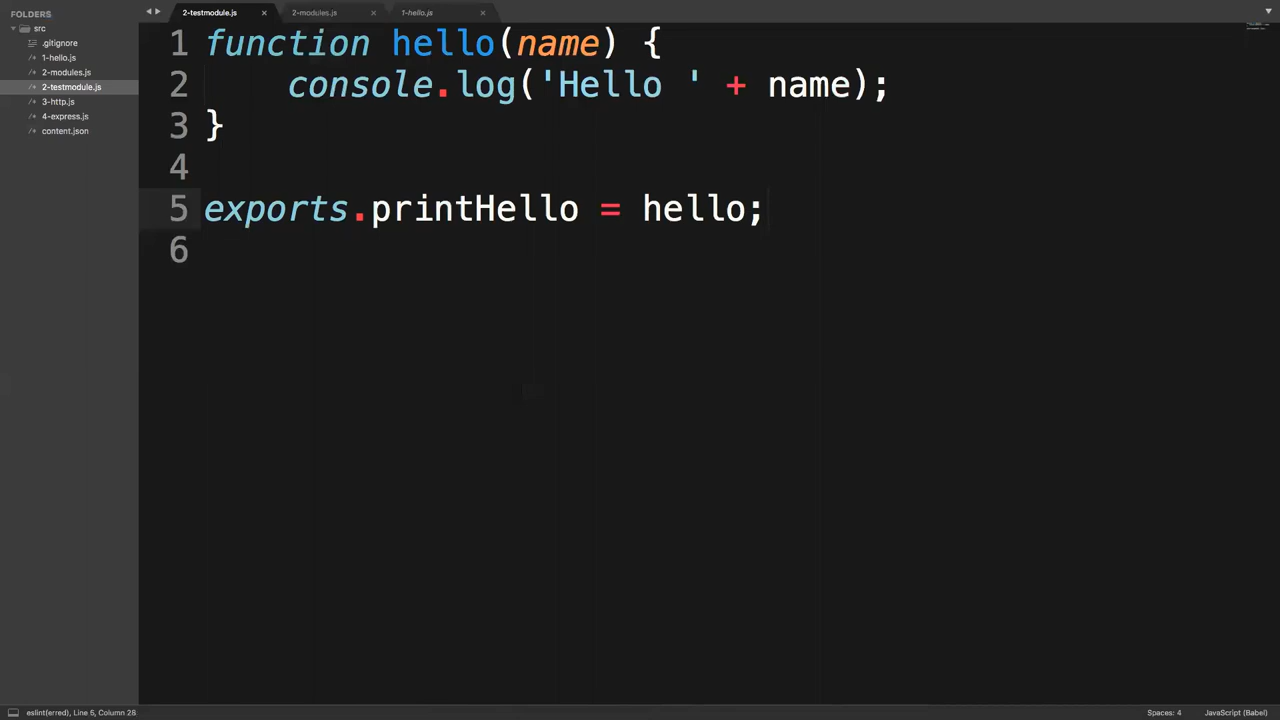 FOLDERS
src
.gitignore
1-hello.js
2-modules.js
2-testmodule.js
3-http.js
4-express.js
content.json
2-testmodule.js × 2-modules.js × 1-hello.js ×
1 function hello(name) {
2 console.log('Hello ' + name);
3 }
4
5 exports.printHello = hello;
6
eslint(erred), Line 5, Column 28
Spaces: 4
JavaScript (Babel)